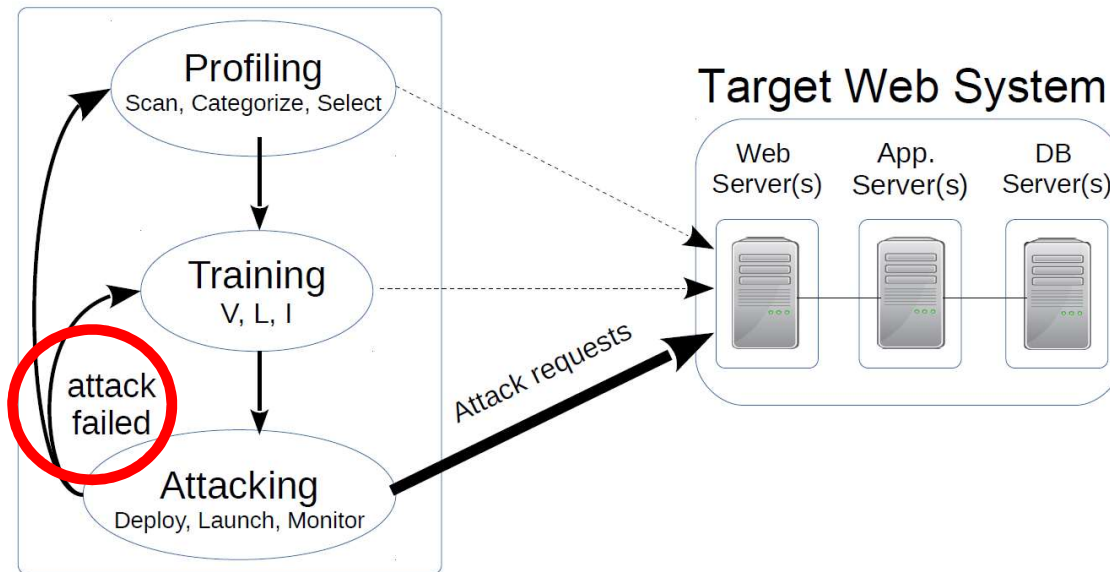 Profiling
Scan, Categorize, Select
Training
V, L, I
attack
failed
Attacking
Deploy, Launch, Monitor
Attack requests
Target Web System
Web
Server(s)
App.
Server(s)
DB
Server(s)